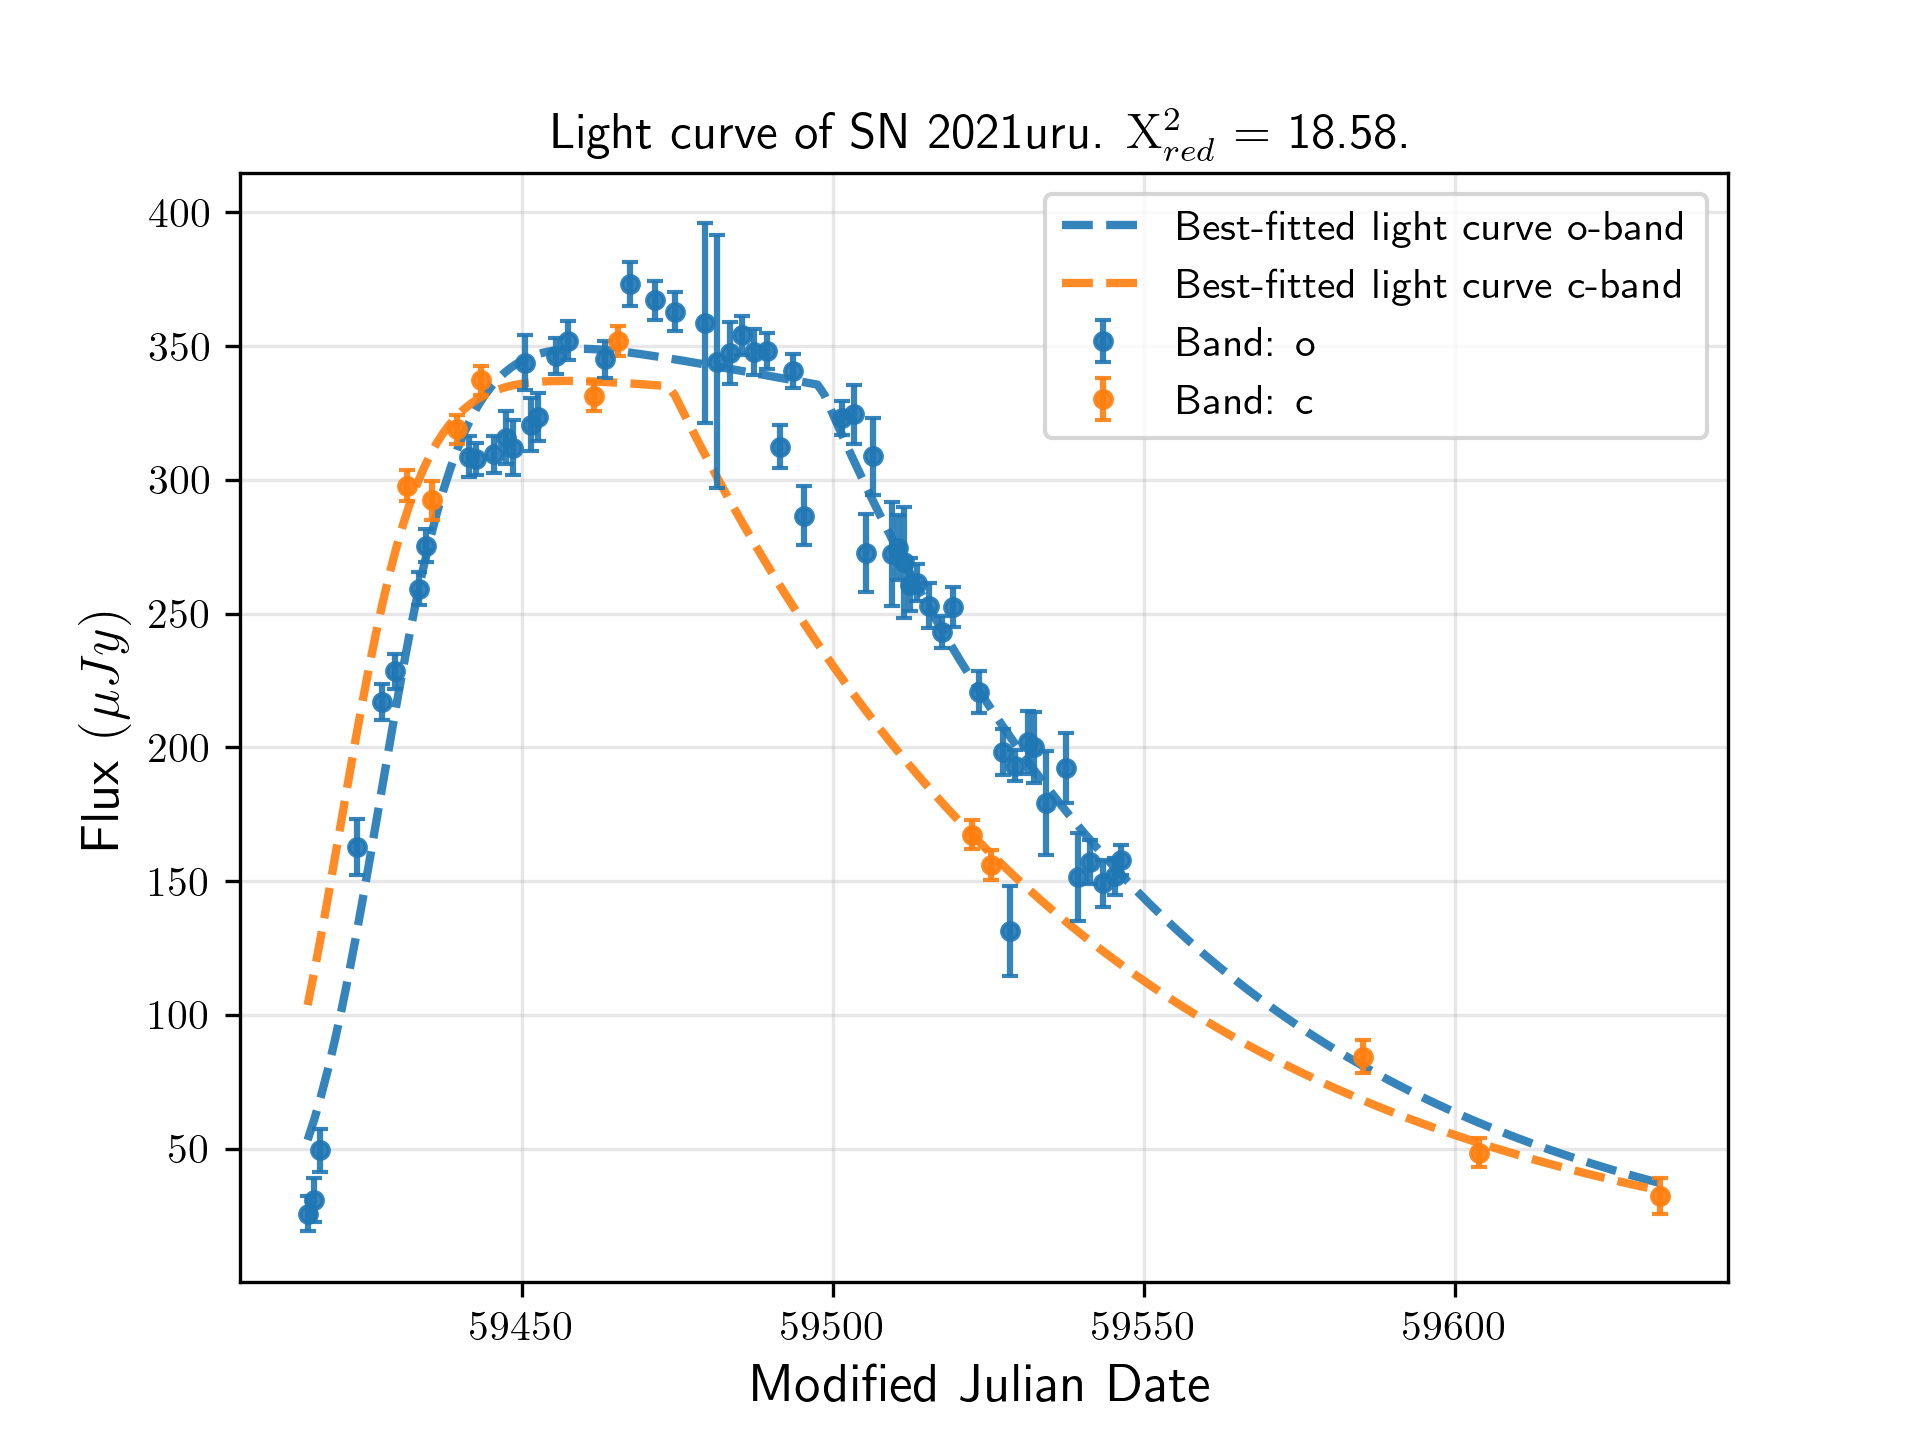 Light curve of SN 2021uru. X²_red = 18.58.
400
350
300
250
200
150
100
50
Flux (μJy)
Best-fitted light curve o-band
Best-fitted light curve c-band
Band: o
Band: c
59450 59500 59550 59600
Modified Julian Date